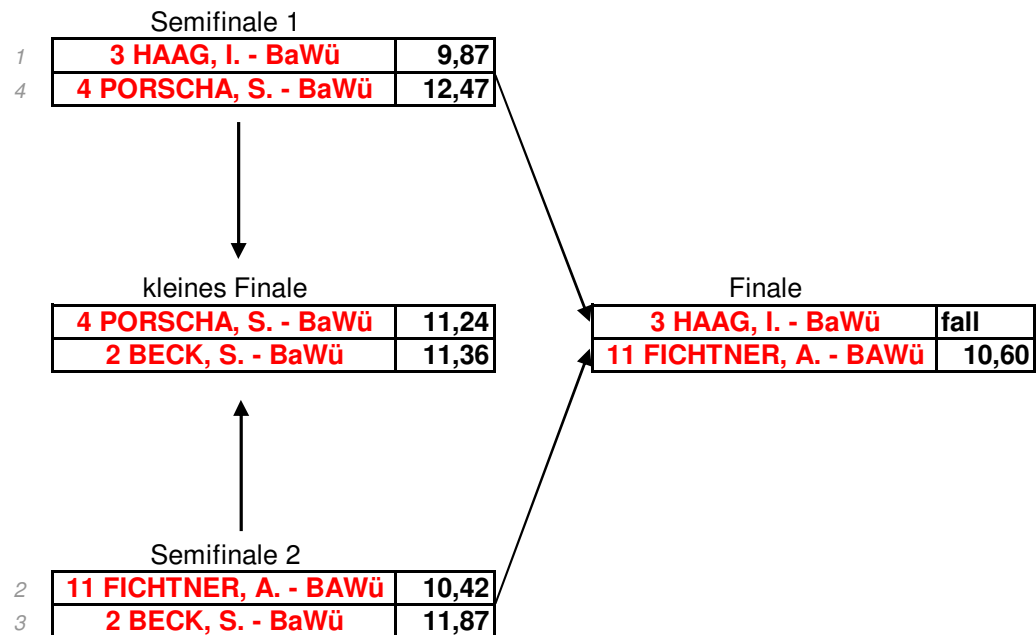 Semifinale 1
1 3 HAAG, I. - BaWü 9,87
4 4 PORSCHA, S. - BaWü 12,47
kleines Finale
4 PORSCHA, S. - BaWü 11,24
2 BECK, S. - BaWü 11,36
Finale
3 HAAG, I. - BaWü fall
11 FICHTNER, A. - BAWü 10,60
Semifinale 2
2 11 FICHTNER, A. - BAWü 10,42
3 2 BECK, S. - BaWü 11,87